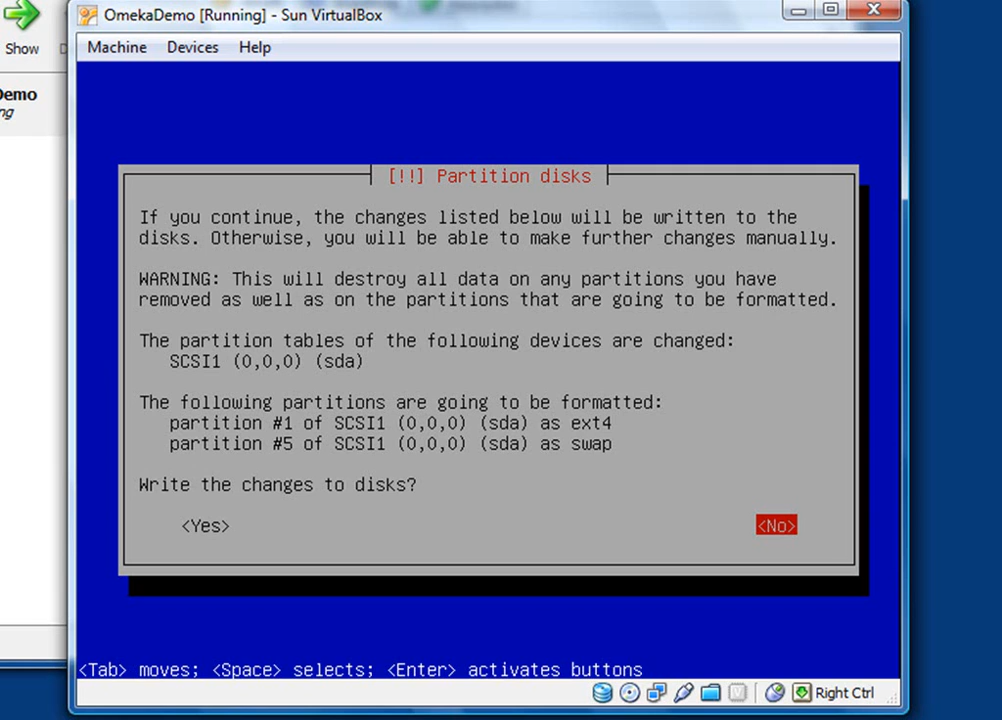 OmekaDemo [Running] - Sun VirtualBox
Show
Machine Devices Help
Demo
ng
[!!] Partition disks
If you continue, the changes listed below will be written to the
disks. Otherwise, you will be able to make further changes manually.
WARNING: This will destroy all data on any partitions you have
removed as well as on the partitions that are going to be formatted.
The partition tables of the following devices are changed:
SCSI1 (0,0,0) (sda)
The following partitions are going to be formatted:
partition #1 of SCSI1 (0,0,0) (sda) as ext4
partition #5 of SCSI1 (0,0,0) (sda) as swap
Write the changes to disks?
<Yes> <No>
<Tab> moves; <Space> selects; <Enter> activates buttons
Right Ctrl